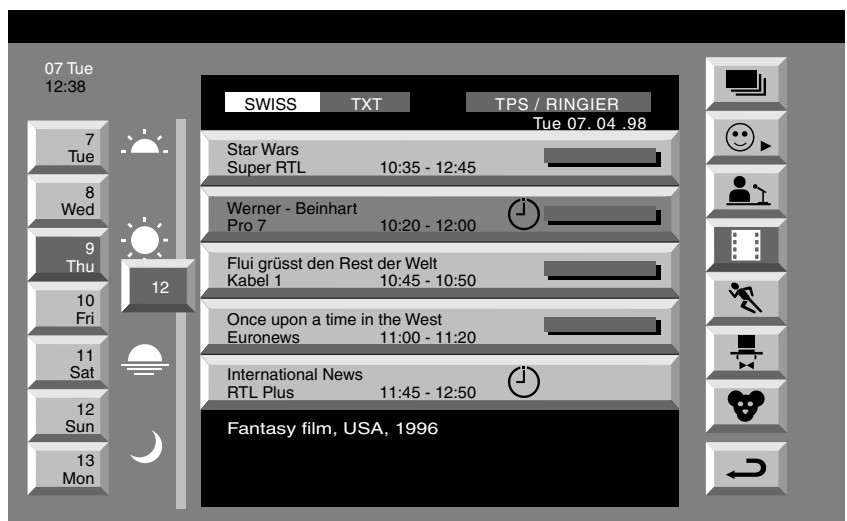 07 Tue
12:38
SWISS TXT TPS / RINGIER
Tue 07. 04 .98
7
Tue
8
Wed
9
Thu
10
Fri
11
Sat
12
Sun
13
Mon
12
Star Wars
Super RTL 10:35 - 12:45
Werner - Beinhart
Pro 7 10:20 - 12:00
Flui grüsst den Rest der Welt
Kabel 1 10:45 - 10:50
Once upon a time in the West
Euronews 11:00 - 11:20
International News
RTL Plus 11:45 - 12:50
Fantasy film, USA, 1996